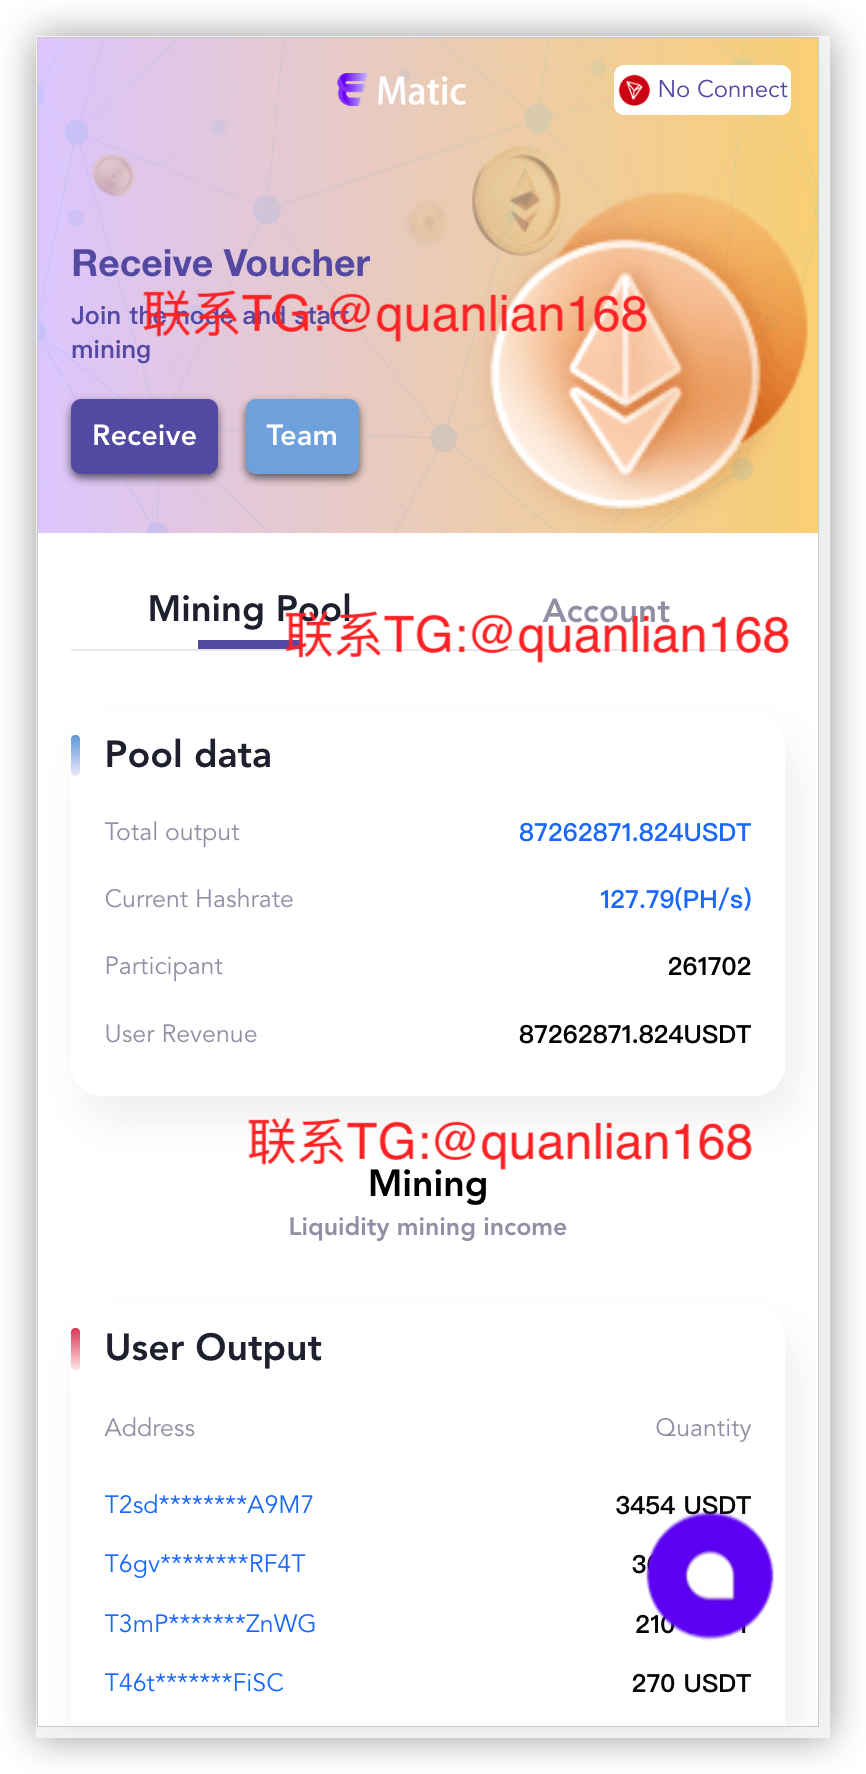 Matic
No Connect
Receive Voucher
联系TG:@quanlian168
Join the node and start
mining
Receive
Team
Mining Pool
Account
联系TG:@quanlian168
Pool data
Total output
87262871.824USDT
Current Hashrate
127.79(PH/s)
Participant
261702
User Revenue
87262871.824USDT
联系TG:@quanlian168
Mining
Liquidity mining income
User Output
Address
Quantity
T2sd********A9M7
3454 USDT
T6gv********RF4T
T3mP*******ZnWG
210
T46t*******FiSC
270 USDT